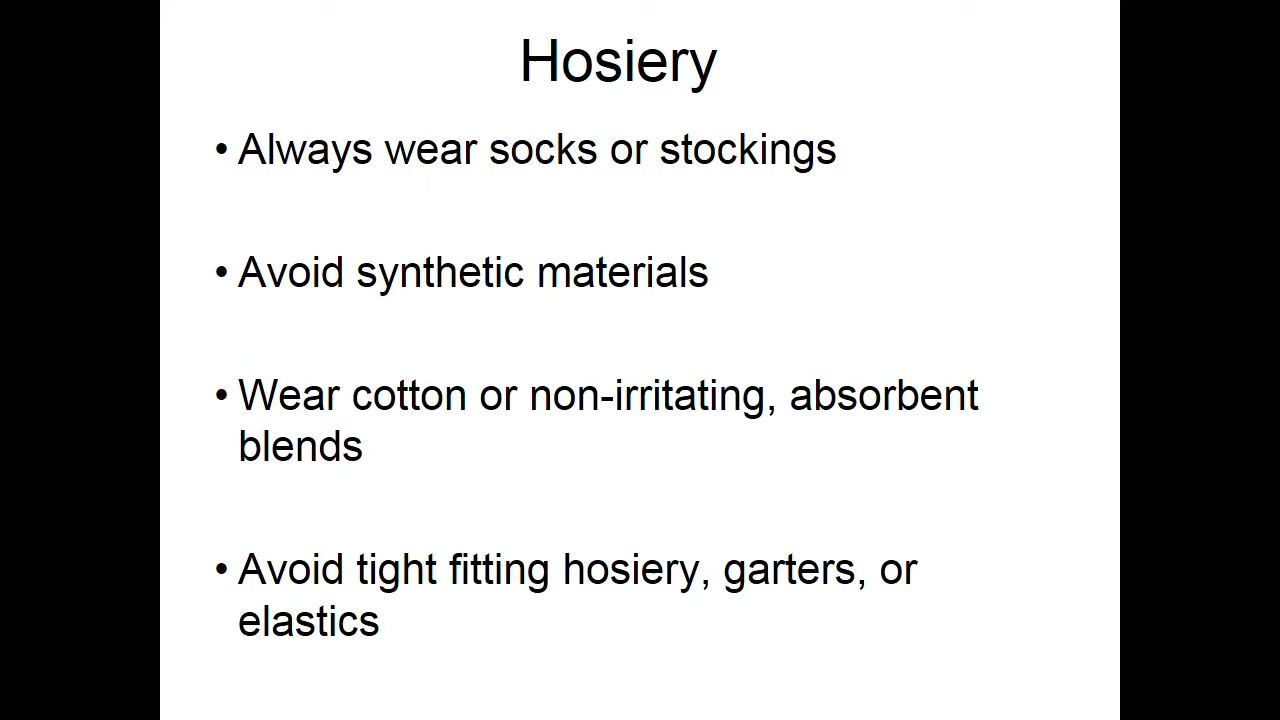 Hosiery
• Always wear socks or stockings
• Avoid synthetic materials
• Wear cotton or non-irritating, absorbent
blends
• Avoid tight fitting hosiery, garters, or
elastics